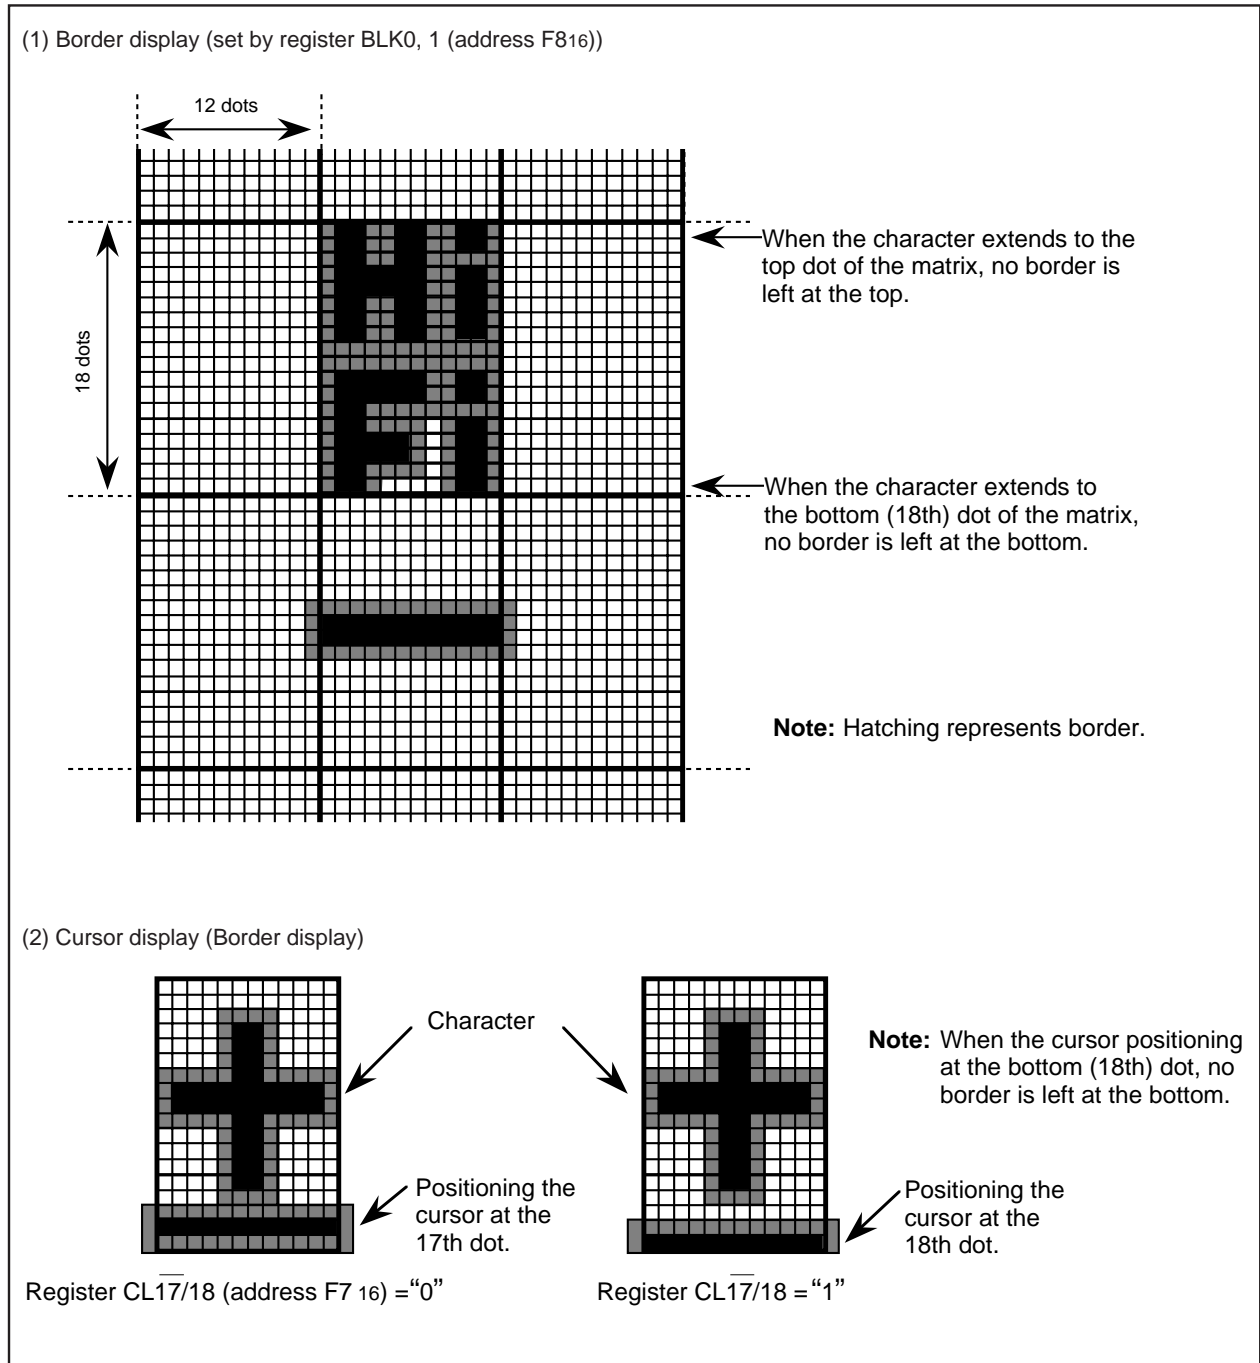 (1) Border display (set by register BLK0, 1 (address F816))
12 dots
18 dots
When the character extends to the
top dot of the matrix, no border is
left at the top.
When the character extends to
the bottom (18th) dot of the matrix,
no border is left at the bottom.
Note: Hatching represents border.
(2) Cursor display (Border display)
Character
Note: When the cursor positioning
at the bottom (18th) dot, no
border is left at the bottom.
Positioning the
cursor at the
17th dot.
Positioning the
cursor at the
18th dot.
Register CL1̅7̅/18 (address F7 16) =“0”
Register CL1̅7̅/18 = “1”